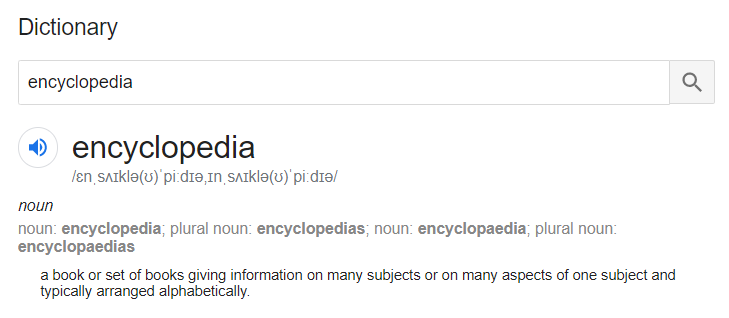 Dictionary
encyclopedia
encyclopedia
/ɛnˌsʌɪklə(ʊ)ˈpiːdɪə,ɪnˌsʌɪklə(ʊ)ˈpiːdɪə/
noun
noun: encyclopedia; plural noun: encyclopedias; noun: encyclopaedia; plural noun:
encyclopaedias
a book or set of books giving information on many subjects or on many aspects of one subject and
typically arranged alphabetically.